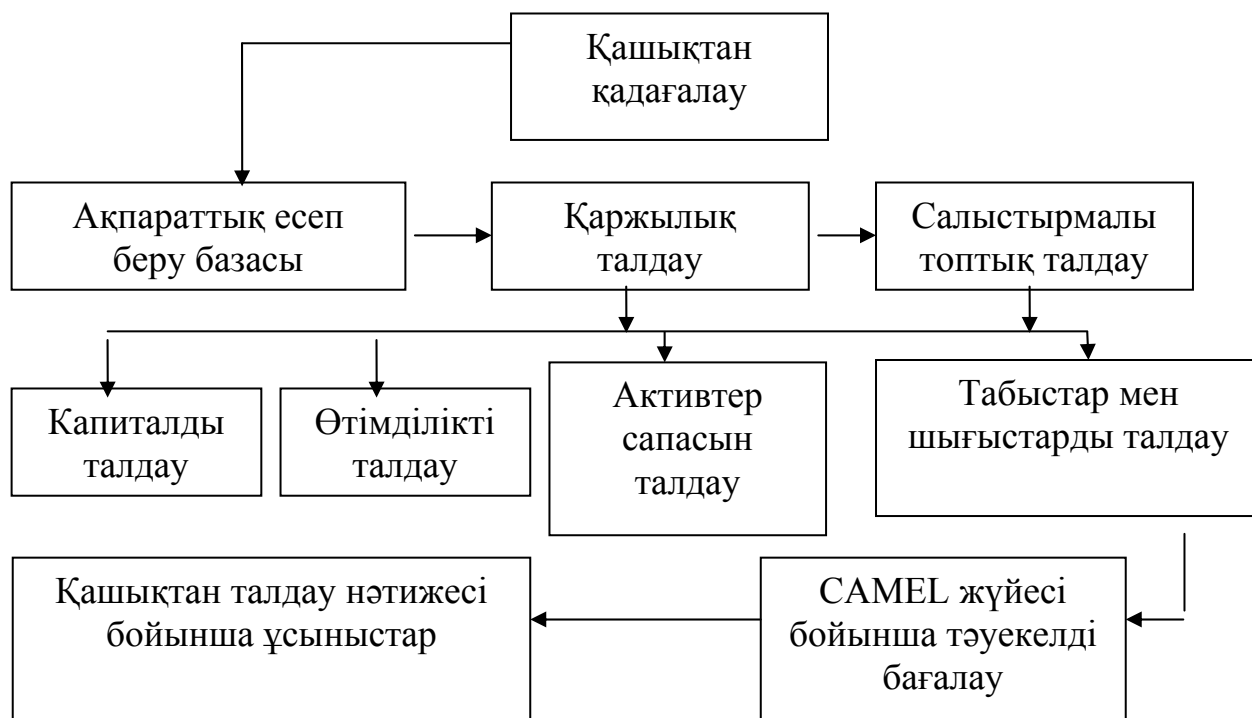 Қашықтан
қадағалау
Ақпараттық есеп
беру базасы
Қаржылық
талдау
Салыстырмалы
топтық талдау
Капиталды
талдау
Өтімділікті
талдау
Активтер
сапасын
талдау
Табыстар мен
шығыстарды талдау
Қашықтан талдау нәтижесі
бойынша ұсыныстар
CAMEL жүйесі
бойынша тәуекелді
бағалау